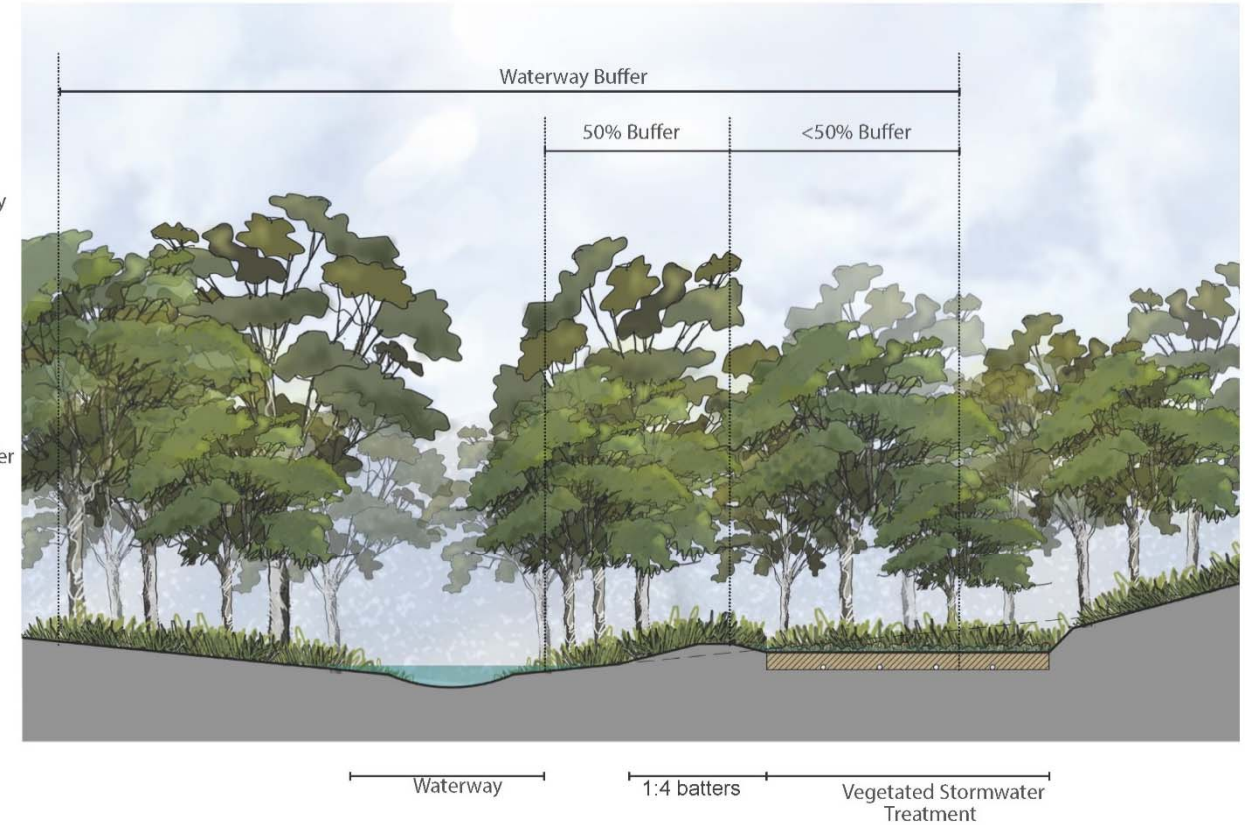 Waterway Buffer
50% Buffer
<50% Buffer
Waterway
1:4 batters
Vegetated Stormwater
Treatment